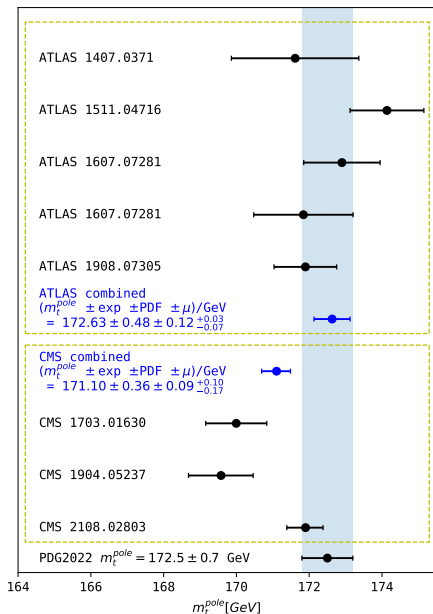 ATLAS 1407.0371
ATLAS 1511.04716
ATLAS 1607.07281
ATLAS 1607.07281
ATLAS 1908.07305
ATLAS combined
(m_t^{pole} ± exp ±PDF ± μ)/GeV
= 172.63 ± 0.48 ± 0.12 ^{+0.03}_{−0.07}
CMS combined
(m_t^{pole} ± exp ±PDF ± μ)/GeV
= 171.10 ± 0.36 ± 0.09 ^{+0.10}_{−0.17}
CMS 1703.01630
CMS 1904.05237
CMS 2108.02803
PDG2022 m_t^{pole} = 172.5 ± 0.7 GeV
164 166 168 170 172 174
m_t^{pole}[GeV]